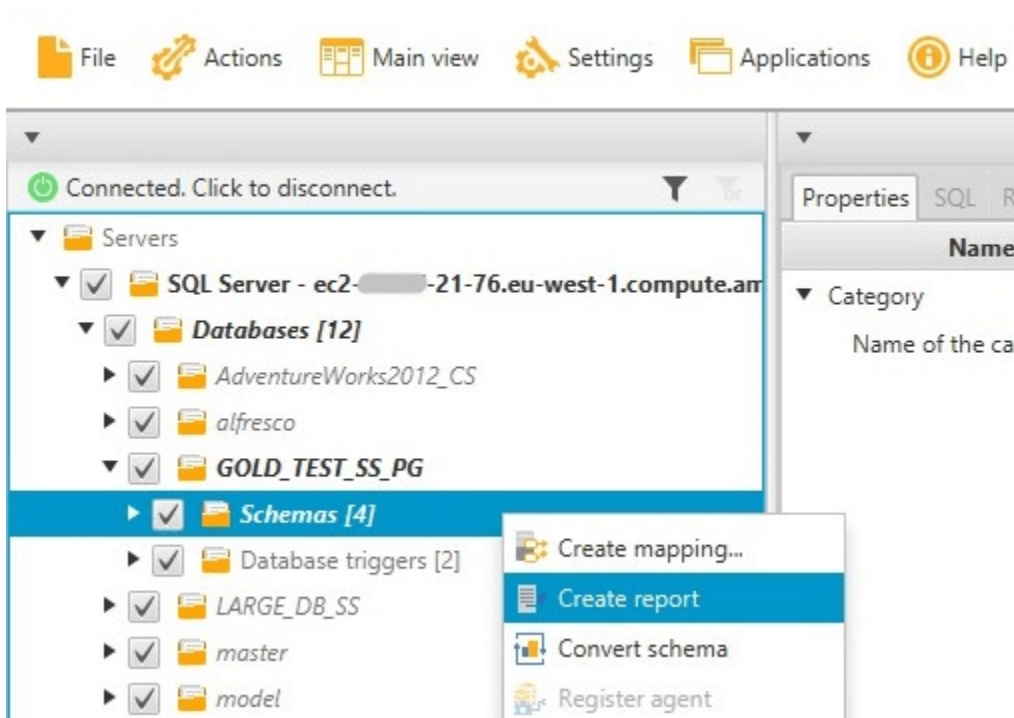 File Actions Main view Settings Applications Help
Connected. Click to disconnect.
Properties SQL
Name
Servers
SQL Server - ec2- -21-76.eu-west-1.compute.am
Category
Databases [12]
Name of the ca
AdventureWorks2012_CS
alfresco
GOLD_TEST_SS_PG
Schemas [4]
Create mapping...
Database triggers [2]
Create report
LARGE_DB_SS
Convert schema
master
Register agent
model